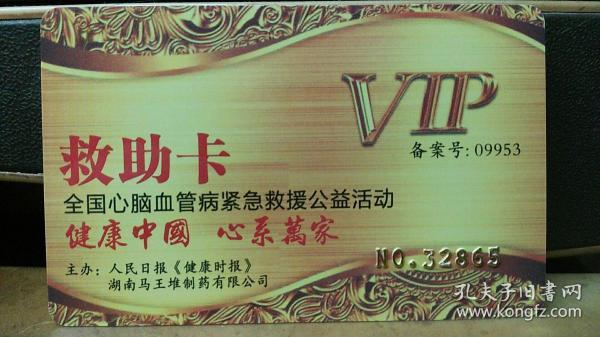 VIP
备案号:09953
救助卡
全国心脑血管病紧急救援公益活动
健康中國 心系萬家
NO.32865
主办:人民日报《健康时报》
湖南马王堆制药有限公司
孔夫子旧书网
www.kongfz.com